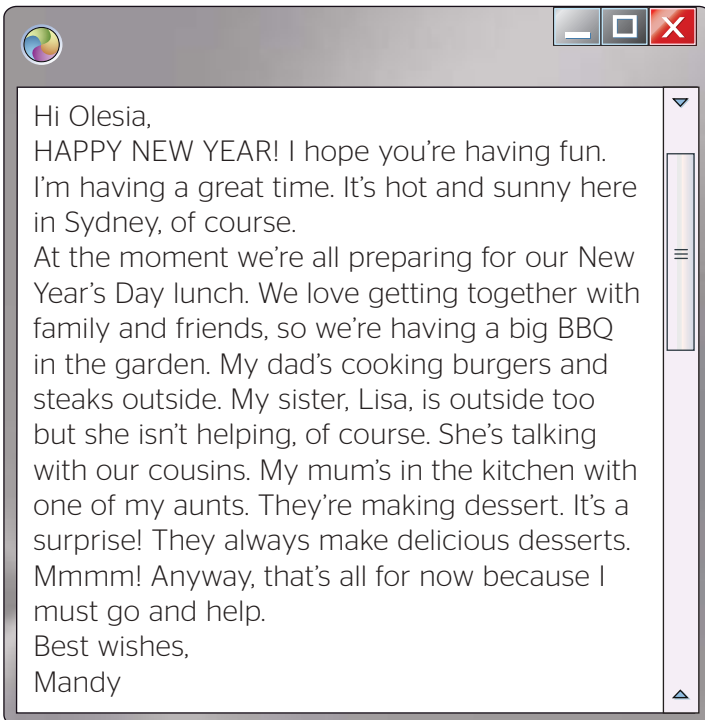 Hi Olesia,
HAPPY NEW YEAR! I hope you're having fun.
I'm having a great time. It's hot and sunny here
in Sydney, of course.
At the moment we're all preparing for our New
Year's Day lunch. We love getting together with
family and friends, so we're having a big BBQ
in the garden. My dad's cooking burgers and
steaks outside. My sister, Lisa, is outside too
but she isn't helping, of course. She's talking
with our cousins. My mum's in the kitchen with
one of my aunts. They're making dessert. It's a
surprise! They always make delicious desserts.
Mmmm! Anyway, that's all for now because I
must go and help.
Best wishes,
Mandy